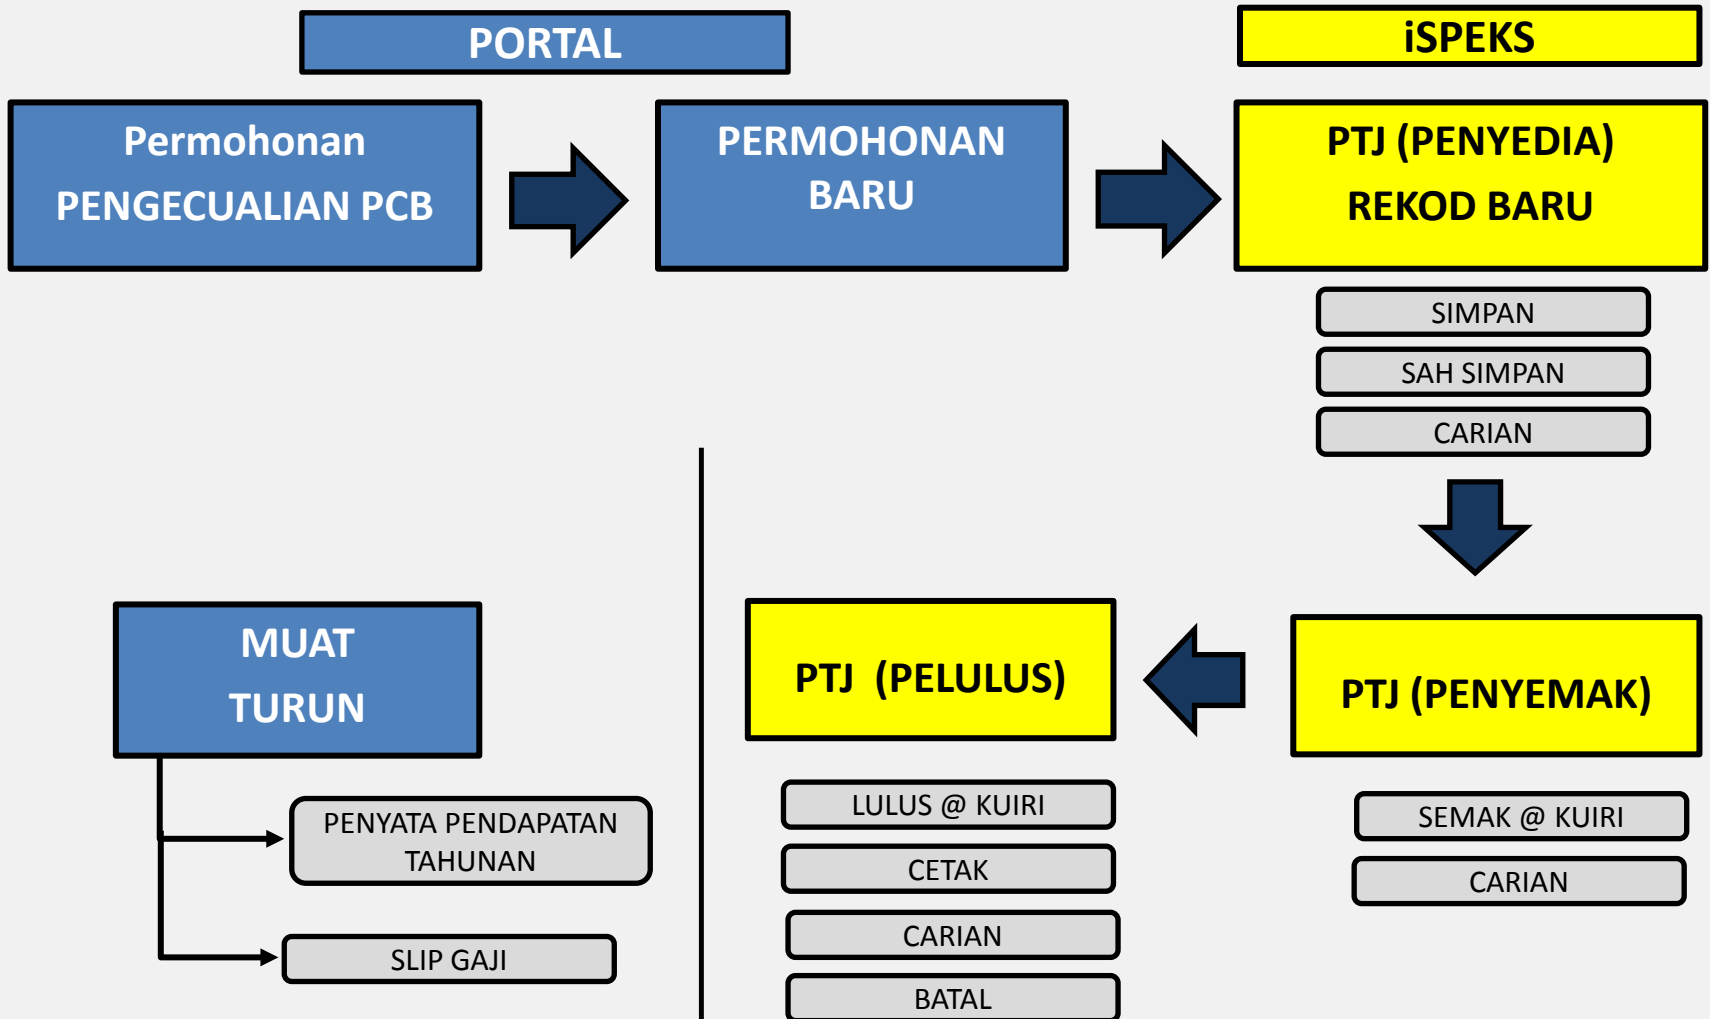 PORTAL
iSPEKS
Permohonan
PENGECUALIAN PCB
PERMOHONAN
BARU
PTJ (PENYEDIA)
REKOD BARU
SIMPAN
SAH SIMPAN
CARIAN
PTJ (PENYEMAK)
SEMAK @ KUIRI
CARIAN
PTJ (PELULUS)
LULUS @ KUIRI
CETAK
CARIAN
BATAL
MUAT
TURUN
PENYATA PENDAPATAN
TAHUNAN
SLIP GAJI